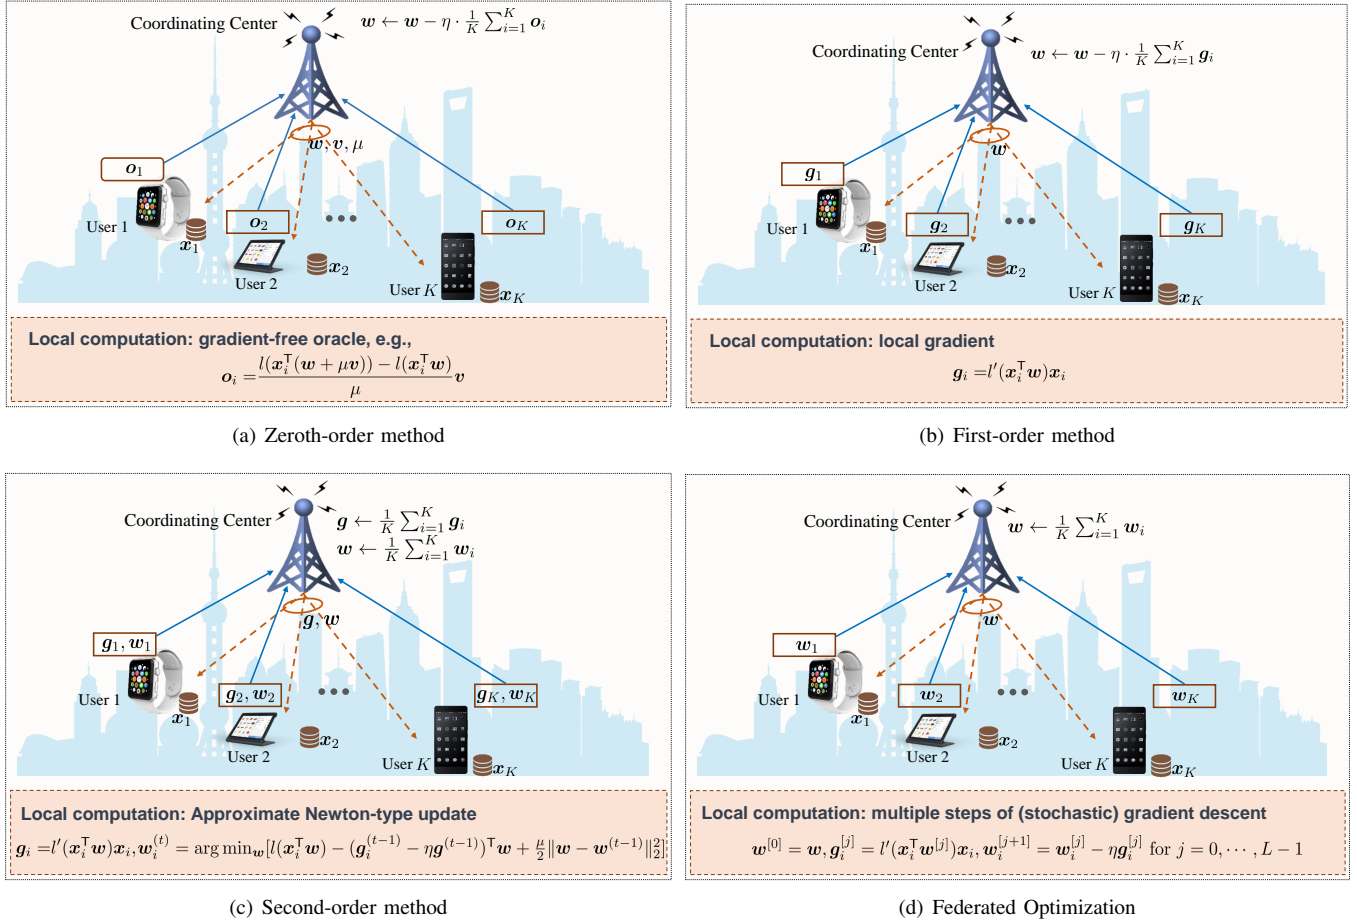 Coordinating Center
w ← w − η · 1/K ∑_{i=1}^{K} o_i
w, v, μ
o_1
User 1
x_1
o_2
User 2
x_2
•••
o_K
User K
x_K
Local computation: gradient-free oracle, e.g.,
o_i = (l(x_i^T(w + μv)) − l(x_i^T w))/μ v
(a) Zeroth-order method
Coordinating Center
w ← w − η · 1/K ∑_{i=1}^{K} g_i
w
g_1
User 1
x_1
g_2
User 2
x_2
•••
g_K
User K
x_K
Local computation: local gradient
g_i = l′(x_i^T w)x_i
(b) First-order method
Coordinating Center
g ← 1/K ∑_{i=1}^{K} g_i
w ← 1/K ∑_{i=1}^{K} w_i
g, w
g_1, w_1
User 1
x_1
g_2, w_2
User 2
x_2
•••
g_K, w_K
User K
x_K
Local computation: Approximate Newton-type update
g_i = l′(x_i^T w)x_i, w_i^{(t)} = arg min_w[l(x_i^T w) − (g_i^{(t−1)} − ηg^{(t−1)})^T w + μ/2 ‖w − w^{(t−1)}‖_2^2]
(c) Second-order method
Coordinating Center
w ← 1/K ∑_{i=1}^{K} w_i
w
w_1
User 1
x_1
w_2
User 2
x_2
•••
w_K
User K
x_K
Local computation: multiple steps of (stochastic) gradient descent
w^{[0]} = w, g_i^{[j]} = l′(x_i^T w^{[j]})x_i, w_i^{[j+1]} = w_i^{[j]} − ηg_i^{[j]} for j = 0, ⋯ , L − 1
(d) Federated Optimization